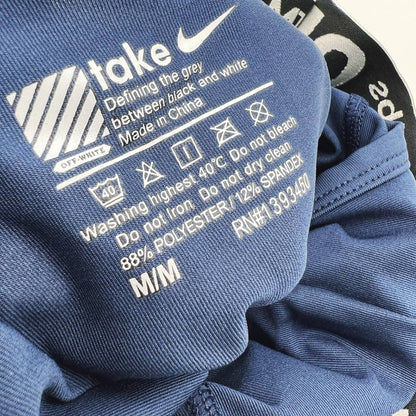 take
Defining the grey
between black and white
Made in China
OFF-WHITE
40
Washing highest 40℃ Do not bleach
Do not Iron Do not dry clean
88% POLYESTER/ 12% SPANDEX
RN#1 393450
M/M